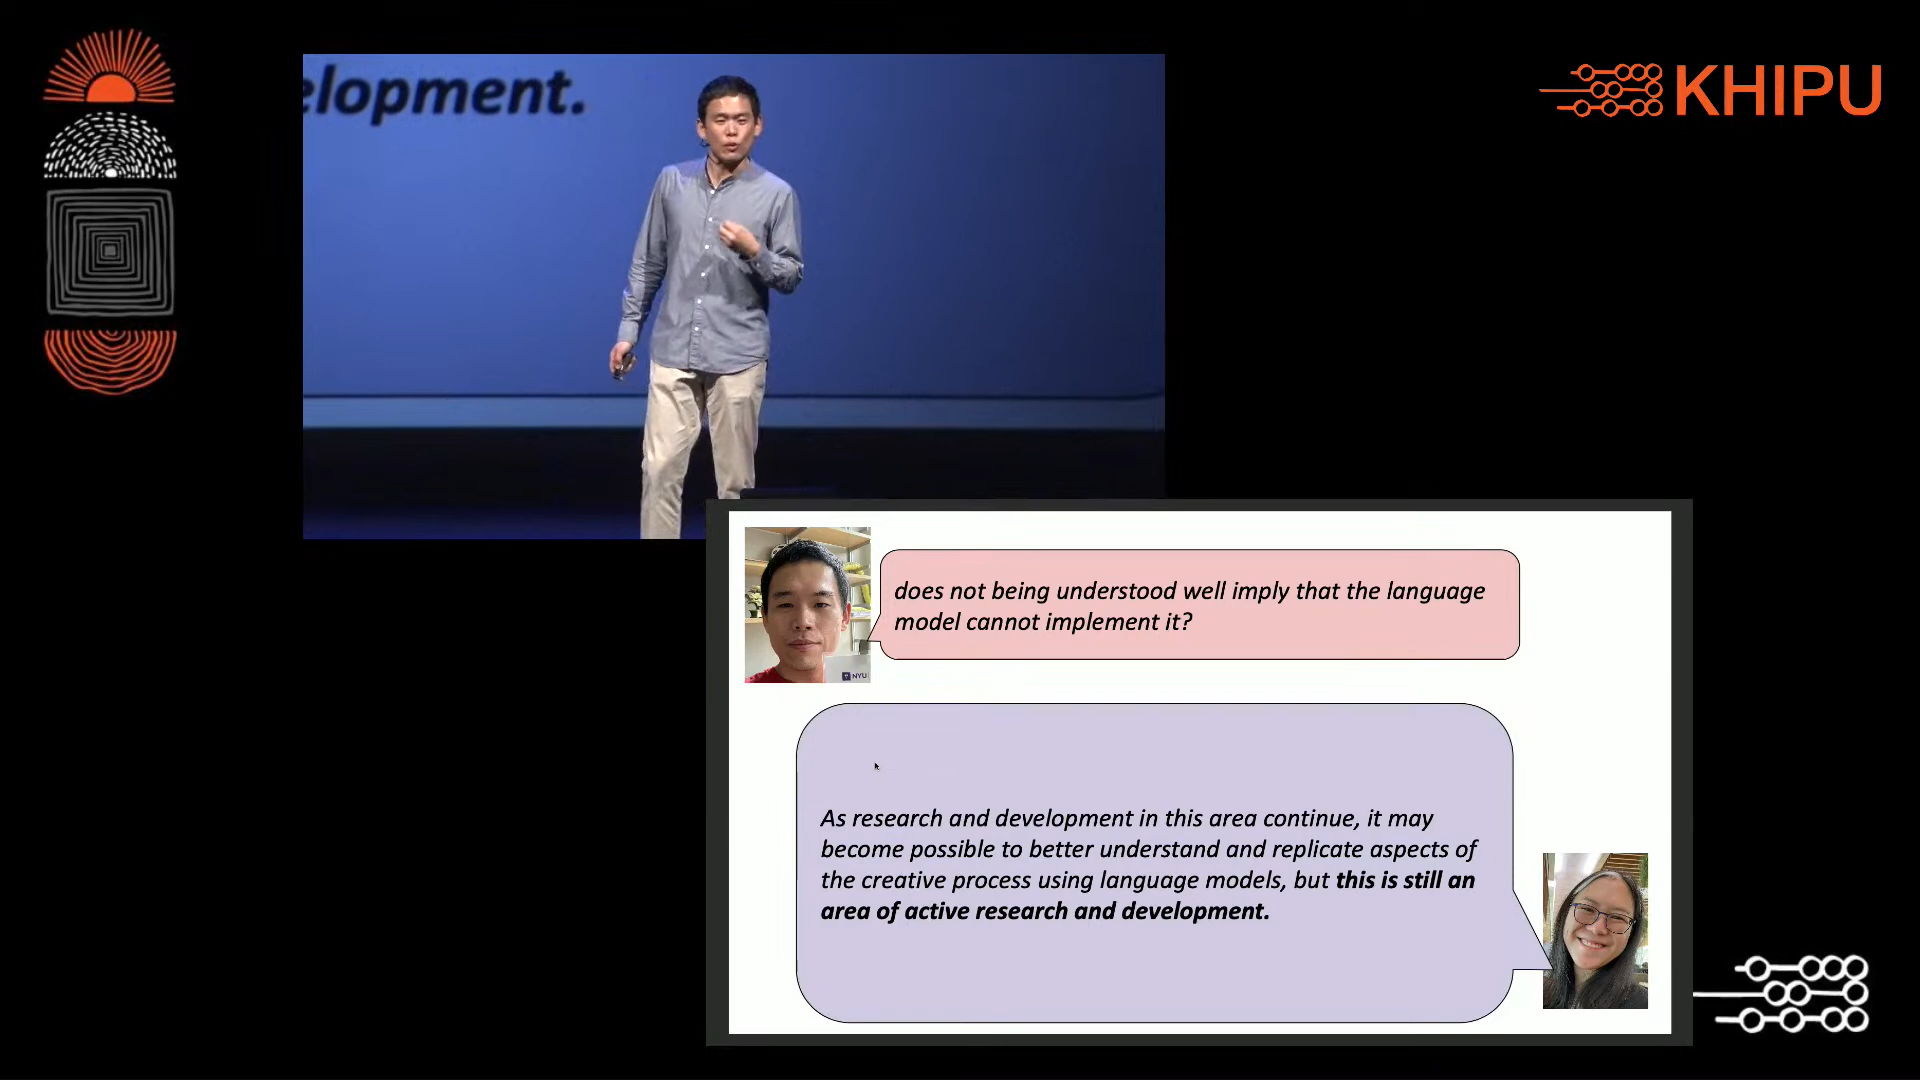 elopment.
KHIPU
does not being understood well imply that the language
model cannot implement it?
NYU
As research and development in this area continue, it may
become possible to better understand and replicate aspects of
the creative process using language models, but this is still an
area of active research and development.